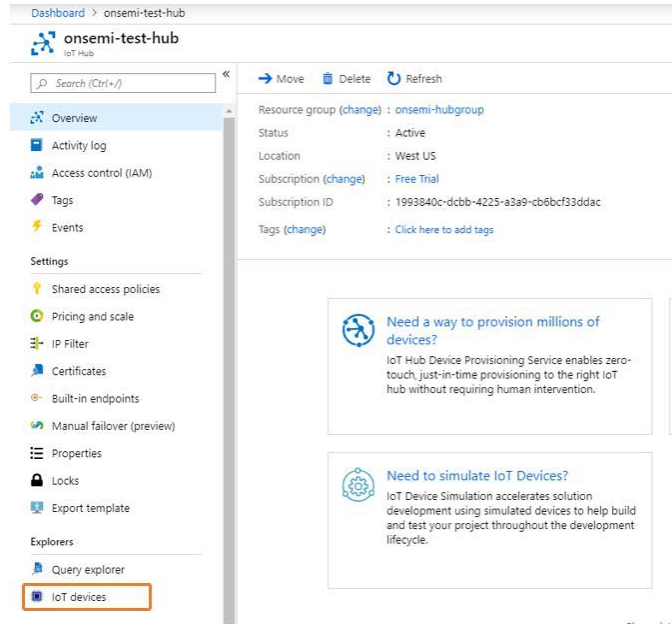 Dashboard > onsemi-test-hub
onsemi-test-hub
IoT Hub
Search (Ctrl+/)
«
Overview
Activity log
Access control (IAM)
Tags
Events
Settings
Shared access policies
Pricing and scale
IP Filter
Certificates
Built-in endpoints
Manual failover (preview)
Properties
Locks
Export template
Explorers
Query explorer
IoT devices
Move Delete Refresh
Resource group (change) : onsemi-hubgroup
Status : Active
Location : West US
Subscription (change) : Free Trial
Subscription ID : 1993840c-dcbb-4225-a3a9-cb6bcf33ddac
Tags (change) : Click here to add tags
Need a way to provision millions of
devices?
IoT Hub Device Provisioning Service enables zero-
touch, just-in-time provisioning to the right IoT
hub without requiring human intervention.
Need to simulate IoT Devices?
IoT Device Simulation accelerates solution
development using simulated devices to help build
and test your project throughout the development
lifecycle.